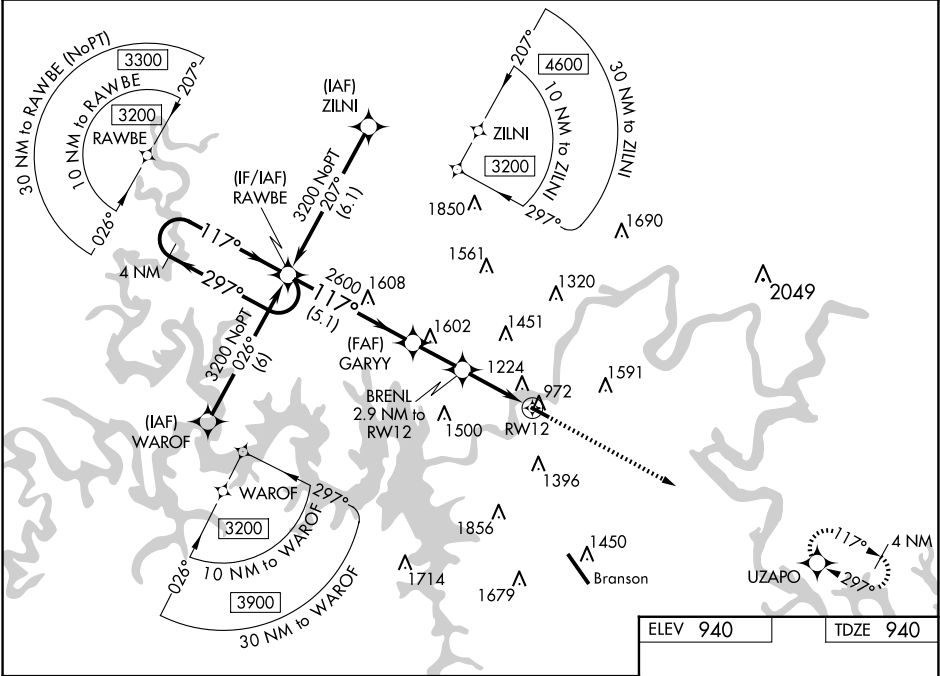 30 NM to RAWBE (NoPT)
3300
207°
10 NM to RAWBE
3200
RAWBE
026°
(IAF)
ZILNI
207°
4600
30 NM to ZILNI
10 NM to ZILNI
ZILNI
3200
297°
3200 NoPT
207°
(6.1)
(IF/IAF)
RAWBE
117°
4 NM
297°
2600
117°
(5.1)
3200 NoPT
026°
(6)
(IAF)
WAROF
1850
1690
1561
1608
1320
2049
1602
1451
(FAF)
GARYY
1224
1591
972
BRENL
2.9 NM to
RW12
1500
RW12
1396
WAROF
297°
3200
026°
10 NM to WAROF
3900
30 NM to WAROF
1856
1714
1679
1450
Branson
UZAPO
117°
4 NM
297°
ELEV 940
TDZE 940